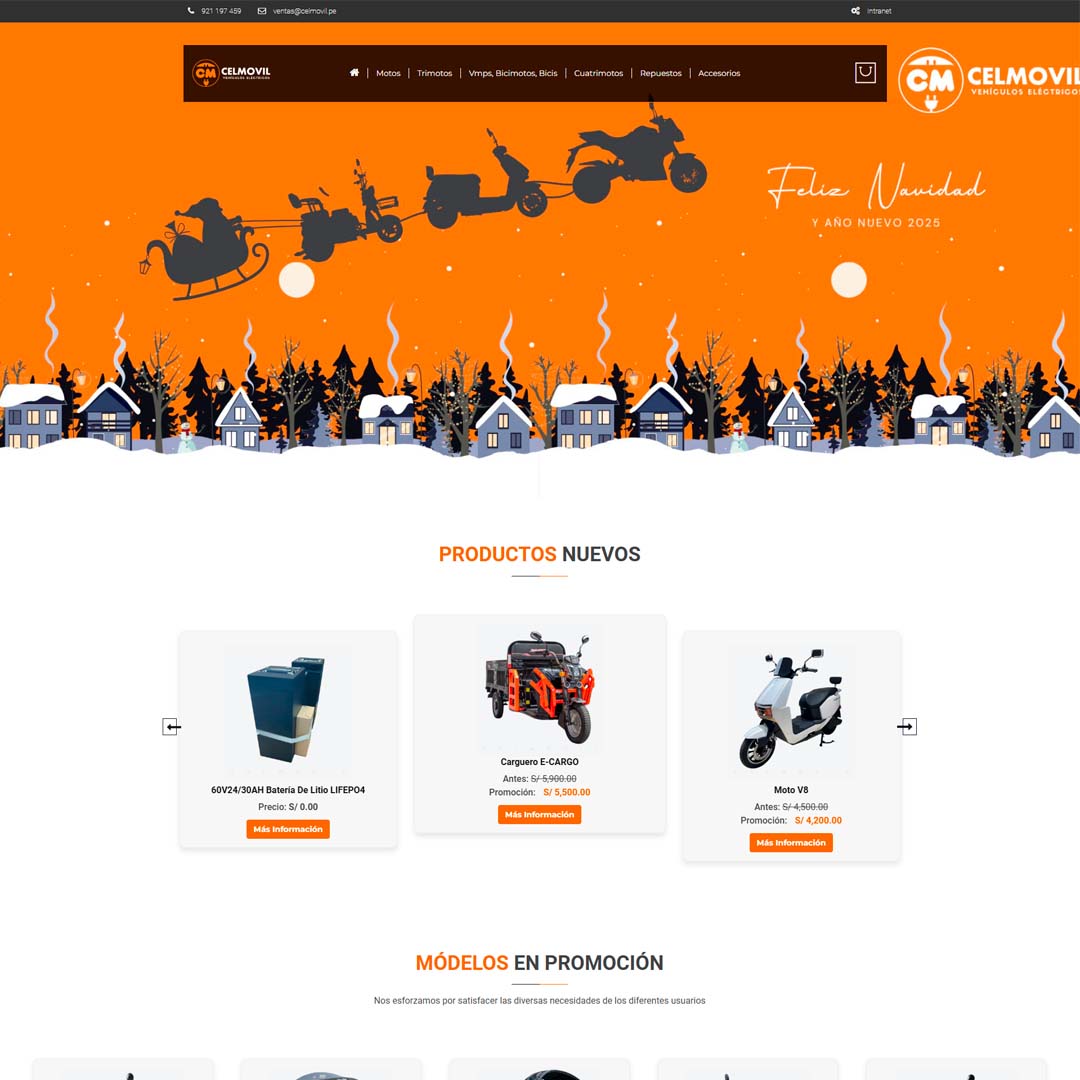 921 197 459
ventas@celmovil.pe
Intranet
CM CELMOVIL
VEHÍCULOS ELÉCTRICOS
Motos
Trimotos
Vmps, Bicimotos, Bicis
Cuatrimotos
Repuestos
Accesorios
CM CELMOVIL
VEHÍCULOS ELÉCTRICOS
Feliz Navidad
Y AÑO NUEVO 2025
PRODUCTOS NUEVOS
60V24/30AH Batería De Litio LIFEPO4
Precio: S/ 0.00
Más Información
Carguero E-CARGO
Antes: S/ 5,900.00
Promoción: S/ 5,500.00
Más Información
Moto V8
Antes: S/ 4,500.00
Promoción: S/ 4,200.00
Más Información
MÓDELOS EN PROMOCIÓN
Nos esforzamos por satisfacer las diversas necesidades de los diferentes usuarios